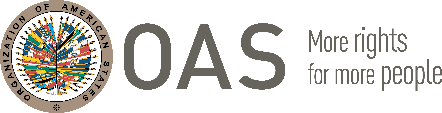 ORGANIZATION OF AMERICAN STATES
OAS
More rights
for more people